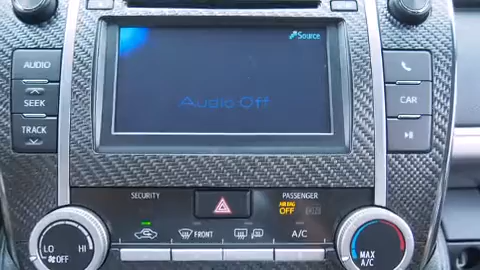 Source
Audio Off
AUDIO
SEEK
TRACK
CAR
SECURITY
PASSENGER
AIRBAG
OFF
FRONT
A/C
LO HI
OFF
MAX
A/C